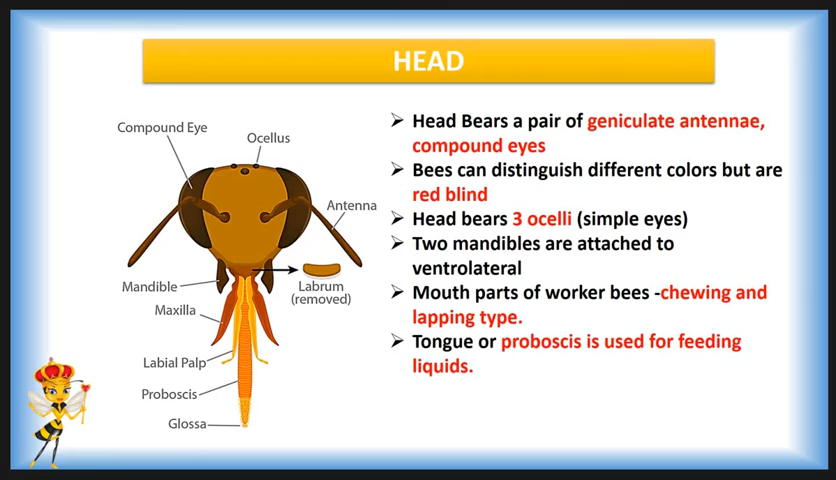 HEAD
Compound Eye
Ocellus
Antenna
Mandible
Labrum
(removed)
Maxilla
Labial Palp
Proboscis
Glossa
➢ Head Bears a pair of geniculate antennae,
compound eyes
➢ Bees can distinguish different colors but are
red blind
➢ Head bears 3 ocelli (simple eyes)
➢ Two mandibles are attached to
ventrolateral
➢ Mouth parts of worker bees -chewing and
lapping type.
➢ Tongue or proboscis is used for feeding
liquids.